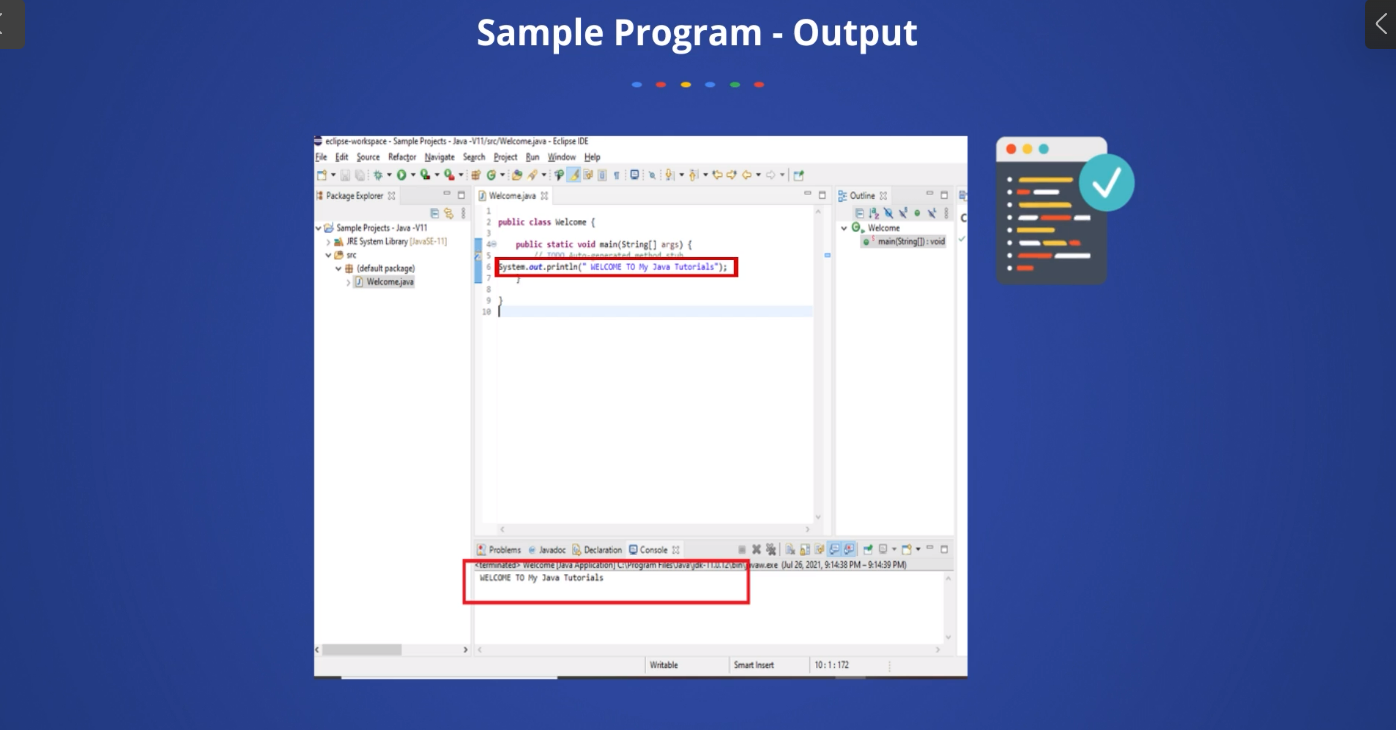 Sample Program - Output
eclipse-workspace - Sample Projects - Java -V11/src/Welcome.java - Eclipse IDE
File Edit Source Refactor Navigate Search Project Run Window Help
Package Explorer
Sample Projects - Java -V11
JRE System Library [JavaSE-11]
src
(default package)
Welcome.java
Welcome.java
1
2 public class Welcome {
3
4 public static void main(String[] args) {
5 // TODO Auto-generated method stub
6 System.out.println(" WELCOME TO My Java Tutorials");
7 }
8
9 }
10
Outline
Welcome
main(String[]) : void
Problems Javadoc Declaration Console
<terminated> Welcome [Java Application] C:\Program Files\Java\jdk-11.0.12\bin\javaw.exe (Jul 26, 2021, 9:14:38 PM – 9:14:39 PM)
WELCOME TO My Java Tutorials
Writable Smart Insert 10 : 1 : 172